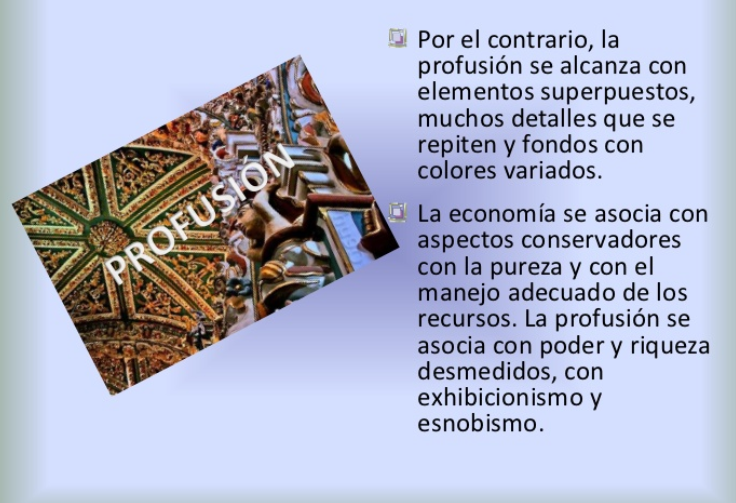 PROFUSIÓN
Por el contrario, la
profusión se alcanza con
elementos superpuestos,
muchos detalles que se
repiten y fondos con
colores variados.
La economía se asocia con
aspectos conservadores
con la pureza y con el
manejo adecuado de los
recursos. La profusión se
asocia con poder y riqueza
desmedidos, con
exhibicionismo y
esnobismo.